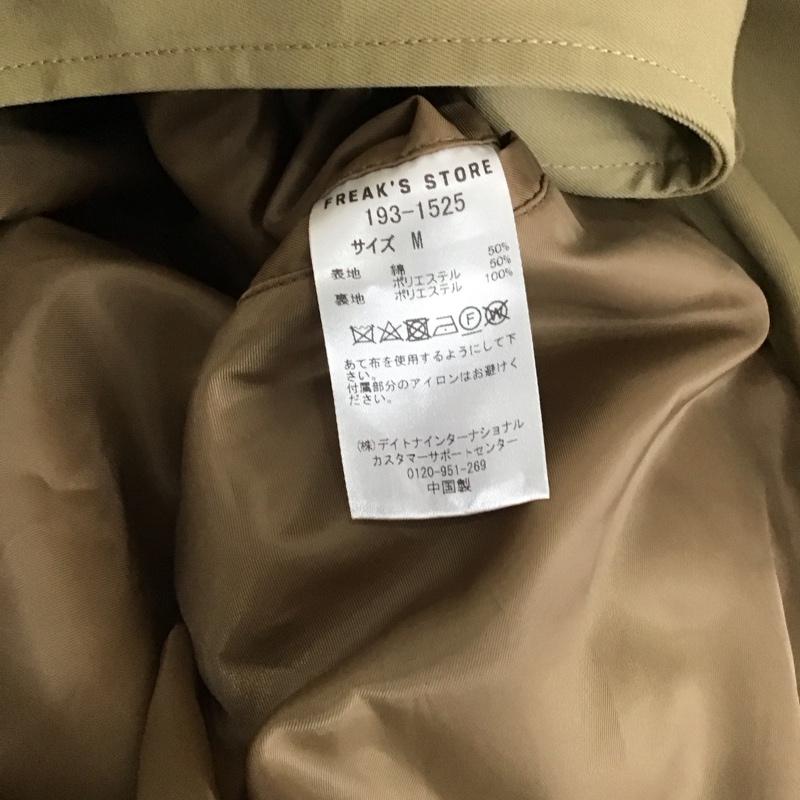 FREAK'S STORE
193-1525
サイズ M
表地 綿 50%
ポリエステル 50%
裏地 ポリエステル 100%
F W
あて布を使用するようにして下
さい。
付属部分のアイロンはお避けく
ださい。
(株)デイトナインターナショナル
カスタマーサポートセンター
0120-951-269
中国製